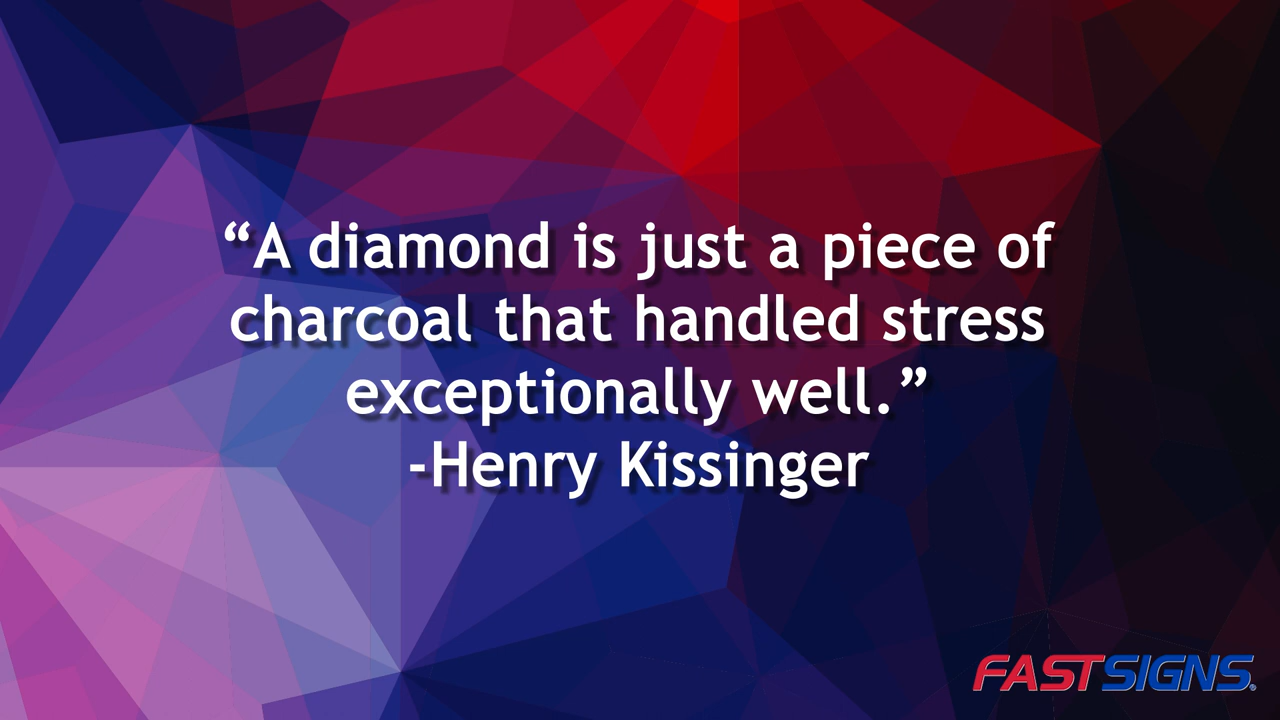 “A diamond is just a piece of
charcoal that handled stress
exceptionally well.”
-Henry Kissinger
FASTSIGNS®